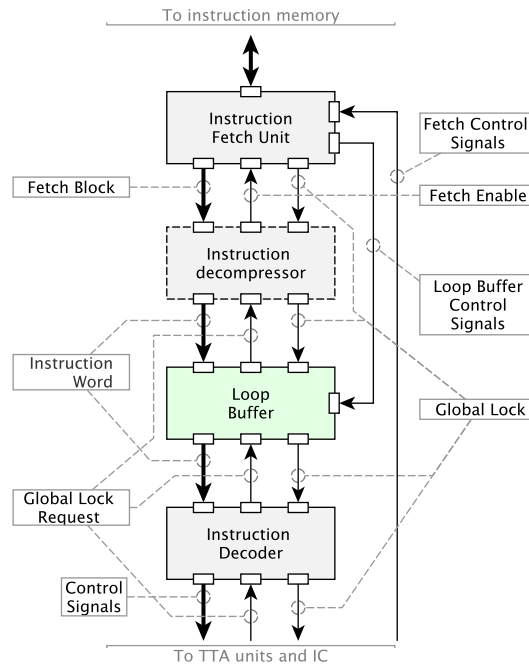 To instruction memory
Instruction
Fetch Unit
Fetch Control
Signals
Fetch Block
Fetch Enable
Instruction
decompressor
Loop Buffer
Control
Signals
Instruction
Word
Loop
Buffer
Global Lock
Global Lock
Request
Instruction
Decoder
Control
Signals
To TTA units and IC